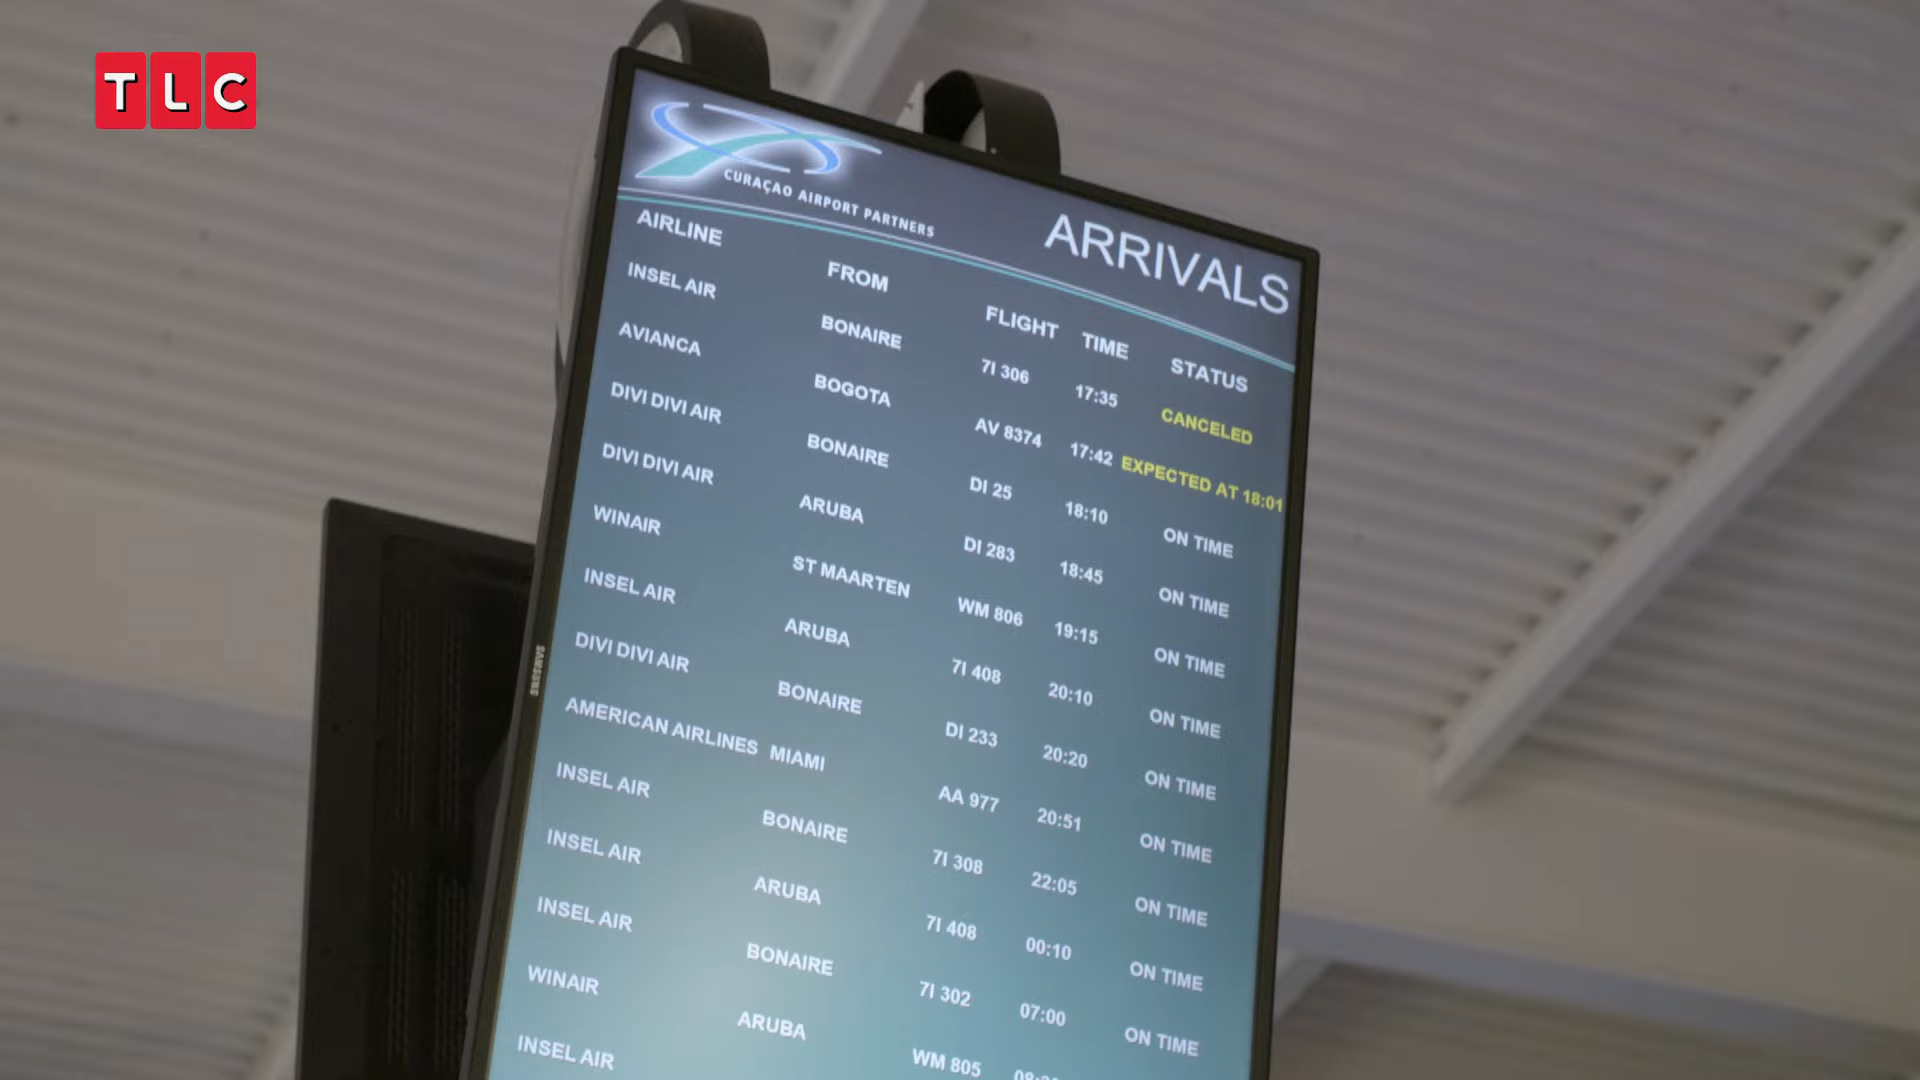 TLC
CURAÇAO AIRPORT PARTNERS
ARRIVALS
AIRLINE FROM FLIGHT TIME STATUS
INSEL AIR BONAIRE 7I 306 17:35 CANCELED
AVIANCA BOGOTA AV 8374 17:42 EXPECTED AT 18:01
DIVI DIVI AIR BONAIRE DI 25 18:10 ON TIME
DIVI DIVI AIR ARUBA DI 283 18:45 ON TIME
WINAIR ST MAARTEN WM 806 19:15 ON TIME
INSEL AIR ARUBA 7I 408 20:10 ON TIME
DIVI DIVI AIR BONAIRE DI 233 20:20 ON TIME
AMERICAN AIRLINES MIAMI AA 977 20:51 ON TIME
INSEL AIR BONAIRE 7I 308 22:05 ON TIME
INSEL AIR ARUBA 7I 408 00:10 ON TIME
INSEL AIR BONAIRE 7I 302 07:00 ON TIME
WINAIR ARUBA WM 805
INSEL AIR
SAMSUNG